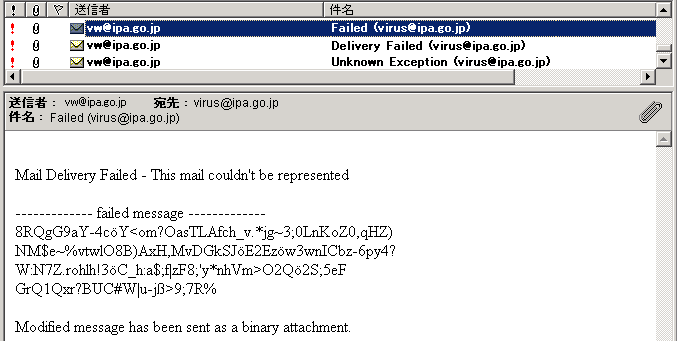 ! 送信者 件名
! vw@ipa.go.jp Failed (virus@ipa.go.jp)
! vw@ipa.go.jp Delivery Failed (virus@ipa.go.jp)
! vw@ipa.go.jp Unknown Exception (virus@ipa.go.jp)
送信者: vw@ipa.go.jp 宛先: virus@ipa.go.jp
件名: Failed (virus@ipa.go.jp)
Mail Delivery Failed - This mail couldn't be represented
------------- failed message -------------
8RQgG9aY-4cöY<om?OasTLAfch_v.*jg~3;0LnKoZ0,qHZ)
NM$e~%vtwlO8B)AxH,MvDGkSJöE2Ezöw3wnICbz-6py4?
W:N7Z.rohlh!3öC_h:a$;f|zF8;'y*nhVm>O2Qö2S;5eF
GrQ1Qxr?BUC#W|u-jß>9;7R%
Modified message has been sent as a binary attachment.